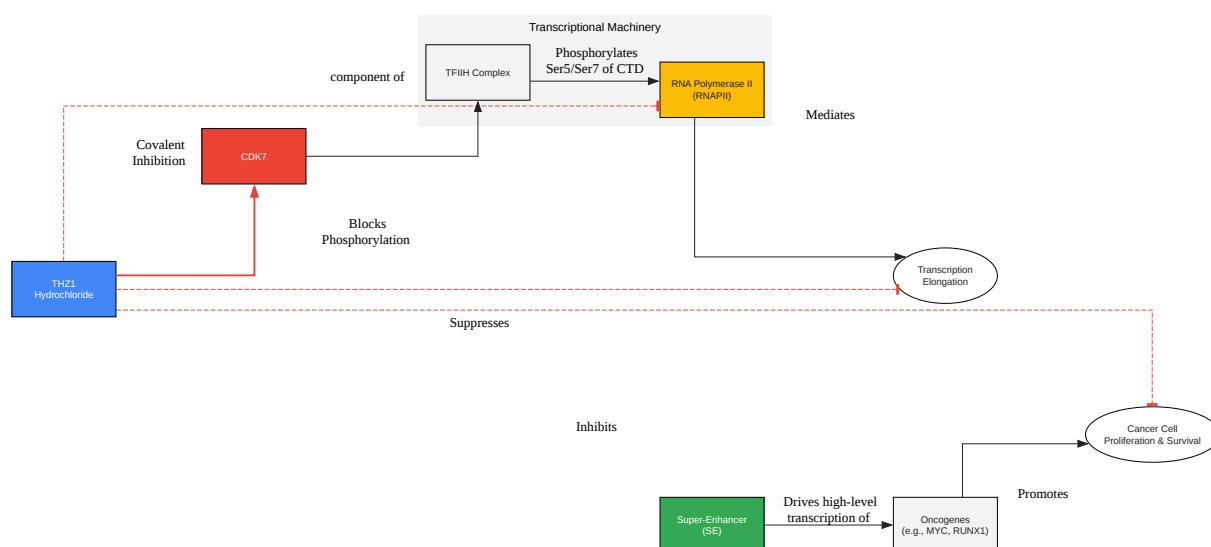 Transcriptional Machinery
TFIIH Complex
Phosphorylates
Ser5/Ser7 of CTD
RNA Polymerase II
(RNAPII)
component of
Mediates
Covalent
Inhibition
CDK7
Blocks
Phosphorylation
THZ1
Hydrochloride
Transcription
Elongation
Suppresses
Inhibits
Cancer Cell
Proliferation & Survival
Super-Enhancer
(SE)
Drives high-level
transcription of
Oncogenes
(e.g., MYC, RUNX1)
Promotes